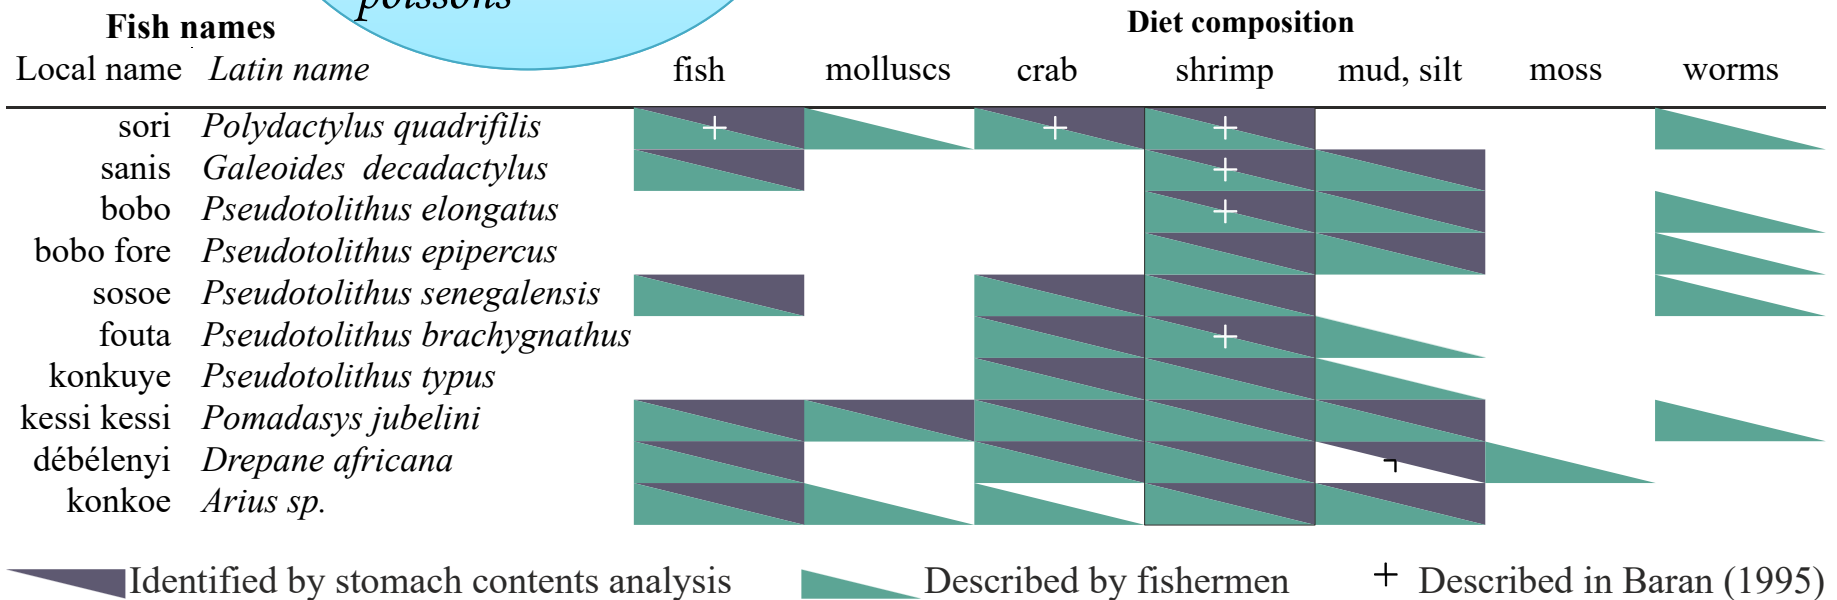 poissons
Fish names Diet composition
Local name Latin name fish molluscs crab shrimp mud, silt moss worms
sori Polydactylus quadrifilis + + +
sanis Galeoides decadactylus +
bobo Pseudotolithus elongatus +
bobo fore Pseudotolithus epipercus
sosoe Pseudotolithus senegalensis
fouta Pseudotolithus brachygnathus +
konkuye Pseudotolithus typus
kessi kessi Pomadasys jubelini
débélenyi Drepane africana ┐
konkoe Arius sp.
Identified by stomach contents analysis Described by fishermen + Described in Baran (1995)